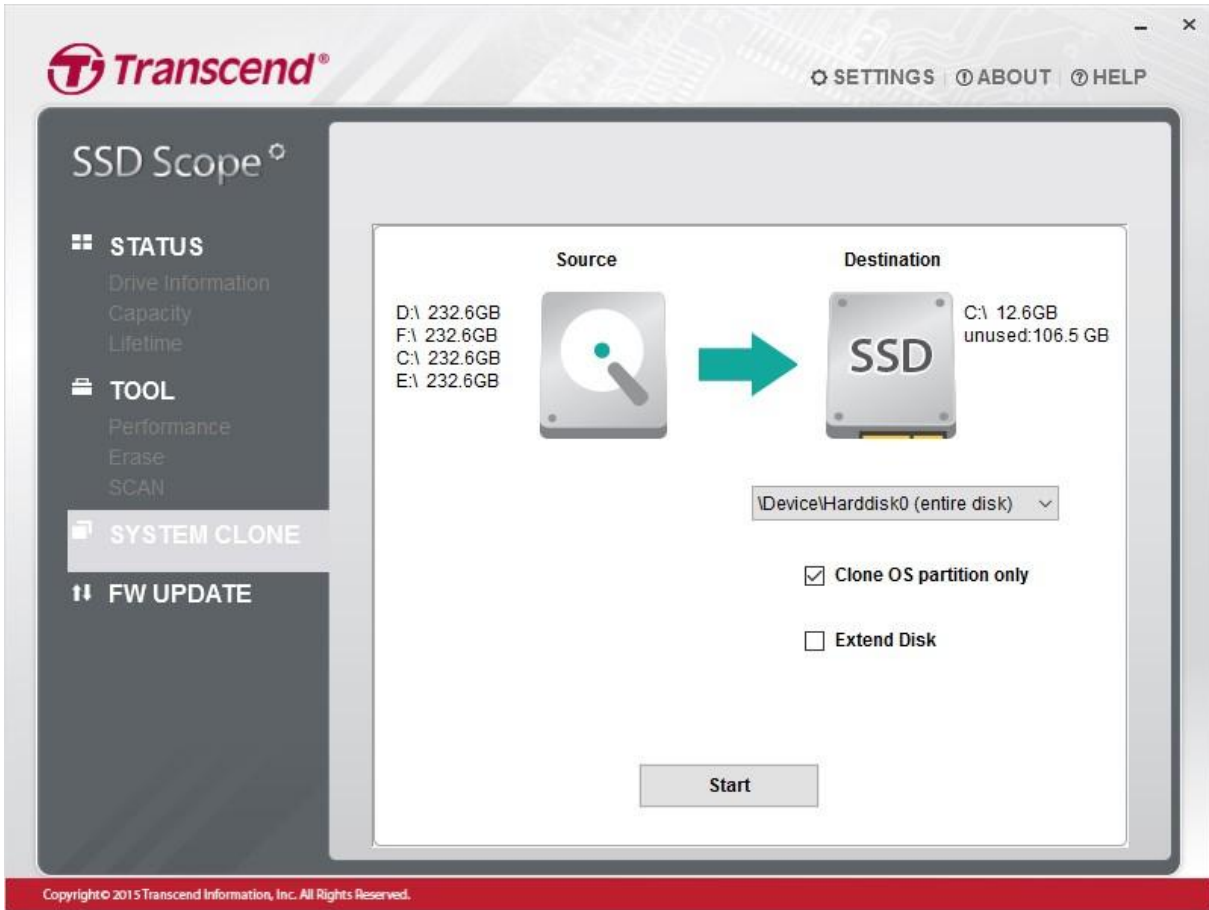 Transcend®
SETTINGS ABOUT HELP
SSD Scope
STATUS
Drive Information
Capacity
Lifetime
TOOL
Performance
Erase
SCAN
SYSTEM CLONE
FW UPDATE
Source
Destination
D:\ 232.6GB
F:\ 232.6GB
C:\ 232.6GB
E:\ 232.6GB
SSD
C:\ 12.6GB
unused:106.5 GB
\Device\Harddisk0 (entire disk)
Clone OS partition only
Extend Disk
Start
Copyright© 2015 Transcend Information, Inc. All Rights Reserved.